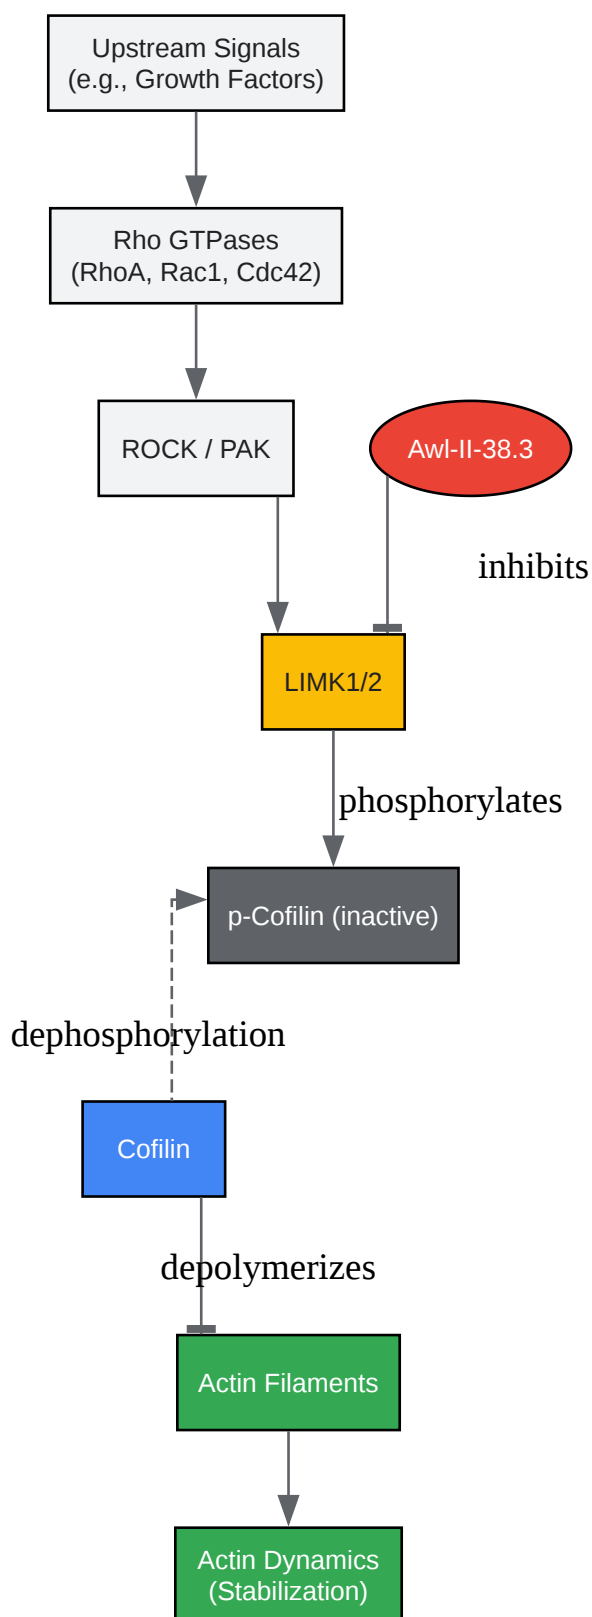 Upstream Signals
(e.g., Growth Factors)
Rho GTPases
(RhoA, Rac1, Cdc42)
ROCK / PAK
Awl-II-38.3
inhibits
LIMK1/2
phosphorylates
p-Cofilin (inactive)
dephosphorylation
Cofilin
depolymerizes
Actin Filaments
Actin Dynamics
(Stabilization)